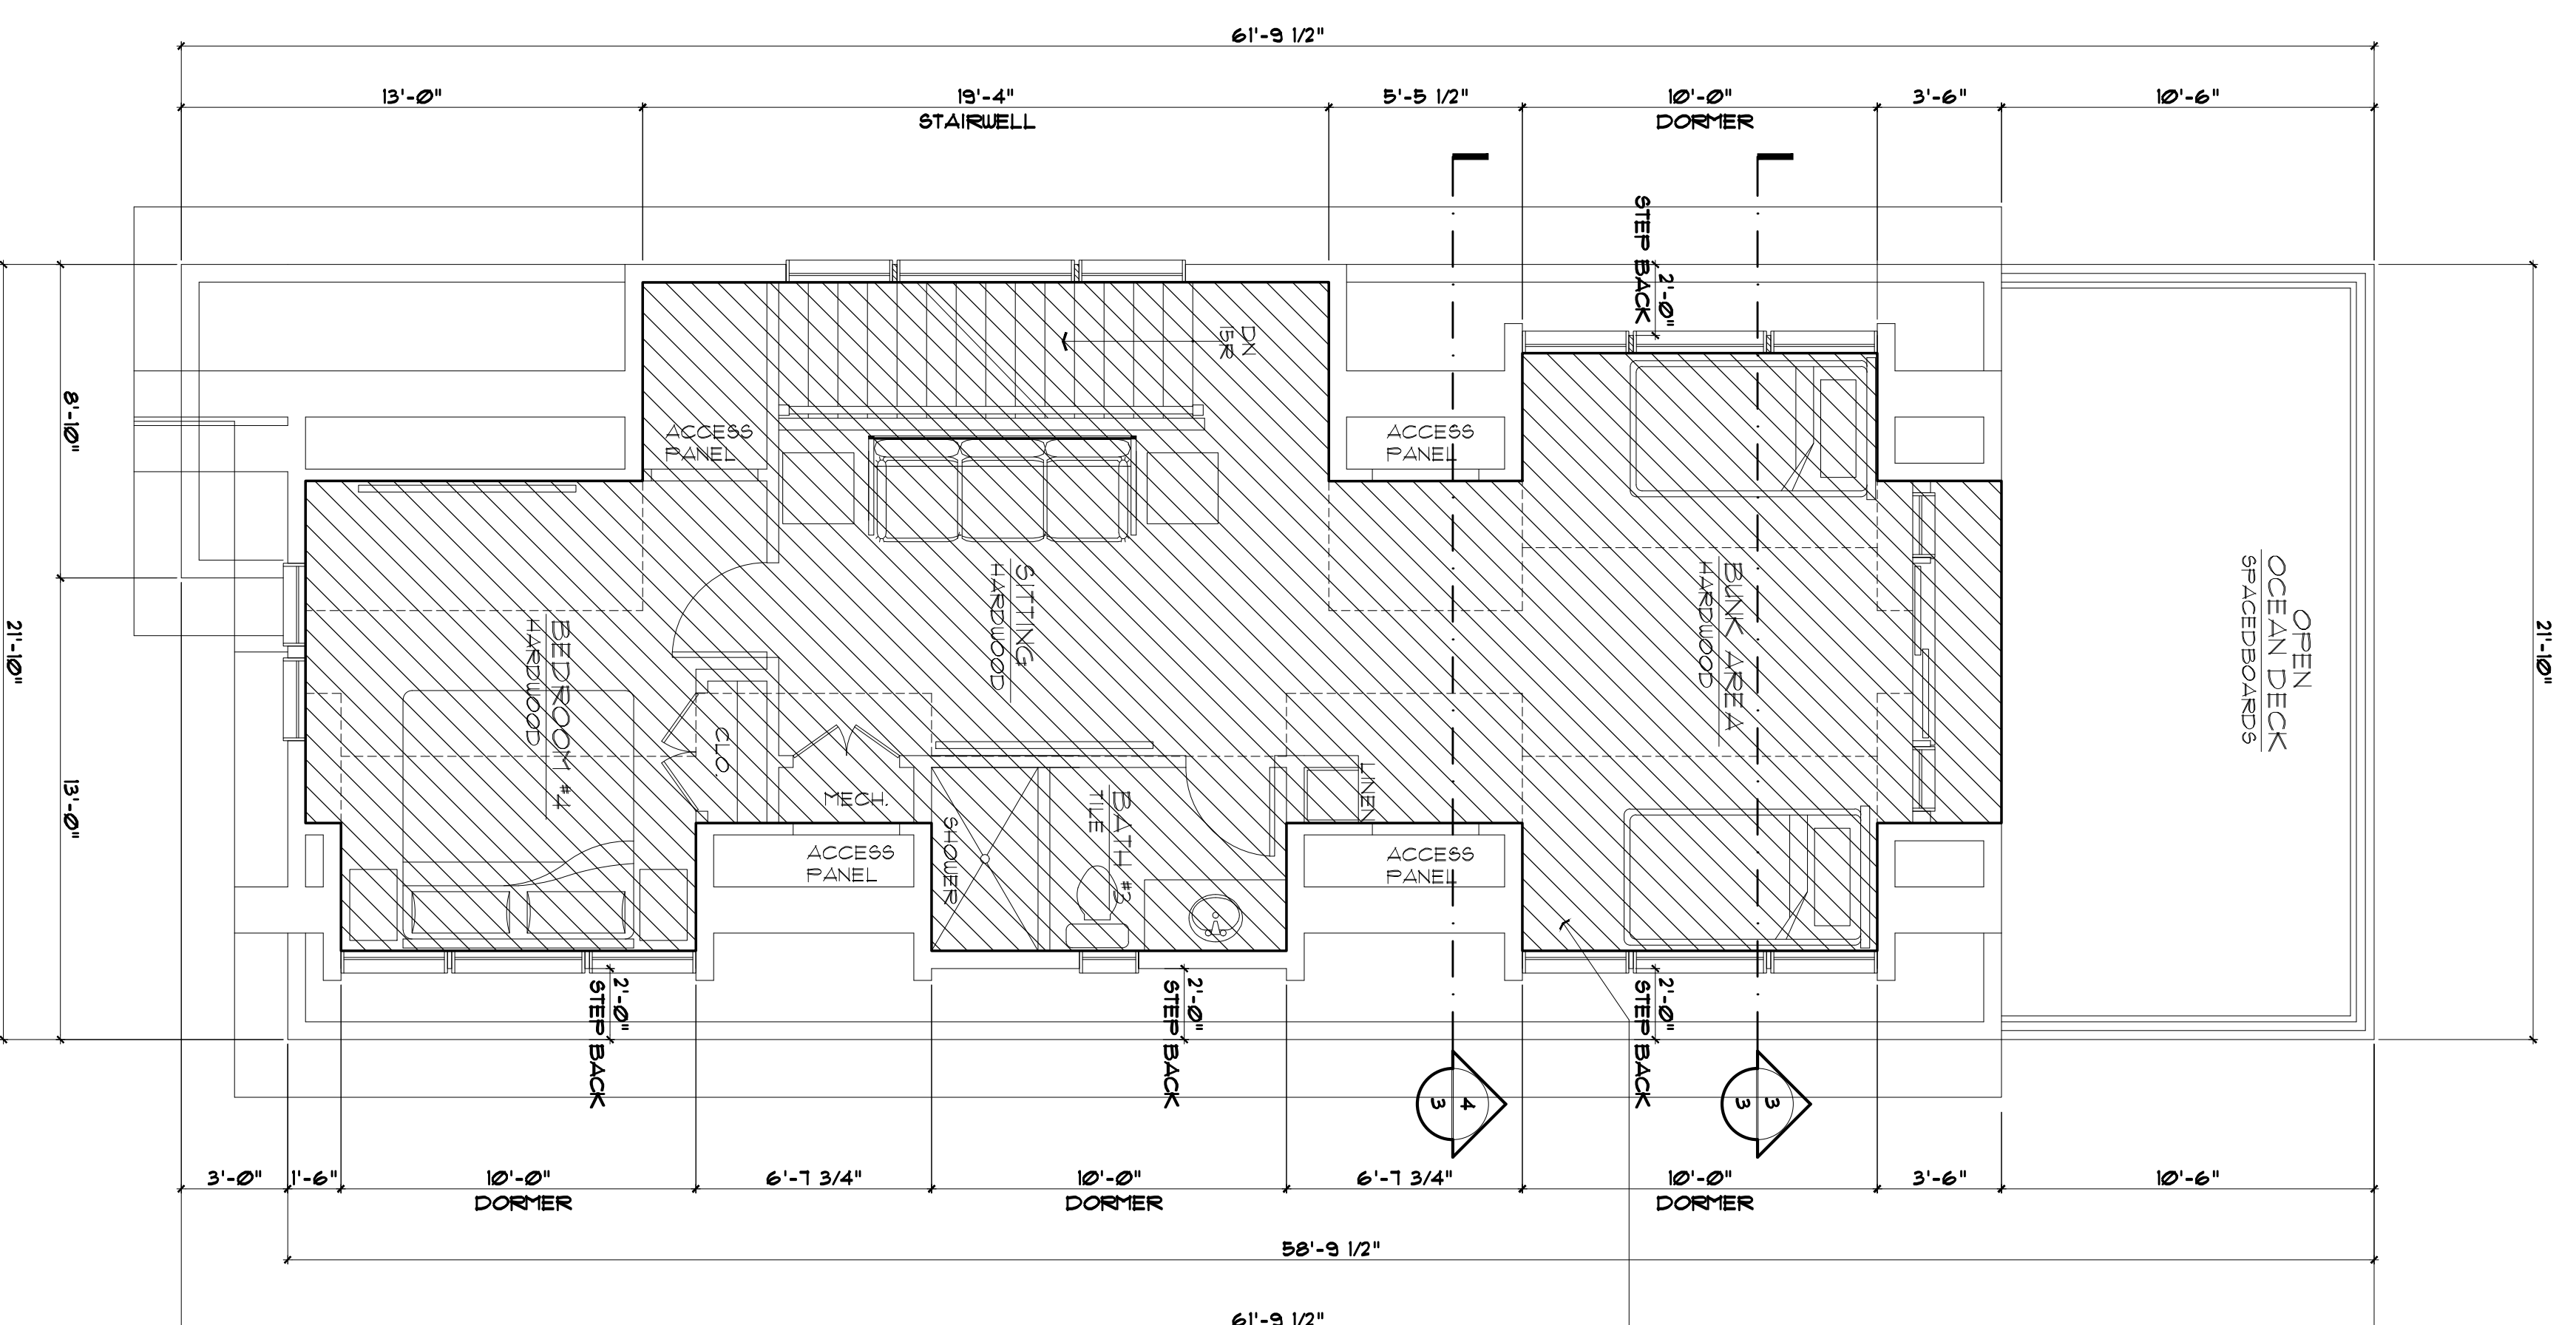 61'-9 1/2"
13'-0"
19'-4"
5'-5 1/2"
10'-0"
3'-6"
10'-6"
STAIRWELL
DORMER
STEP BACK
2'-0"
DN
15R
8'-10"
ACCESS
PANEL
ACCESS
PANEL
21'-10"
13'-0"
BEDROOM #4
HARDWOOD
CLO.
SITTING
HARDWOOD
BUNK AREA
HARDWOOD
OPEN
OCEAN DECK
SPACEDBOARDS
21'-10"
MECH.
LINEN
BATH #3
TILE
SHOWER
ACCESS
PANEL
ACCESS
PANEL
2'-0"
STEP BACK
2'-0"
STEP BACK
2'-0"
STEP BACK
4
3
3
3
3'-0"
1'-6"
10'-0"
6'-7 3/4"
10'-0"
6'-7 3/4"
10'-0"
3'-6"
10'-6"
DORMER
DORMER
DORMER
58'-9 1/2"
61'-9 1/2"